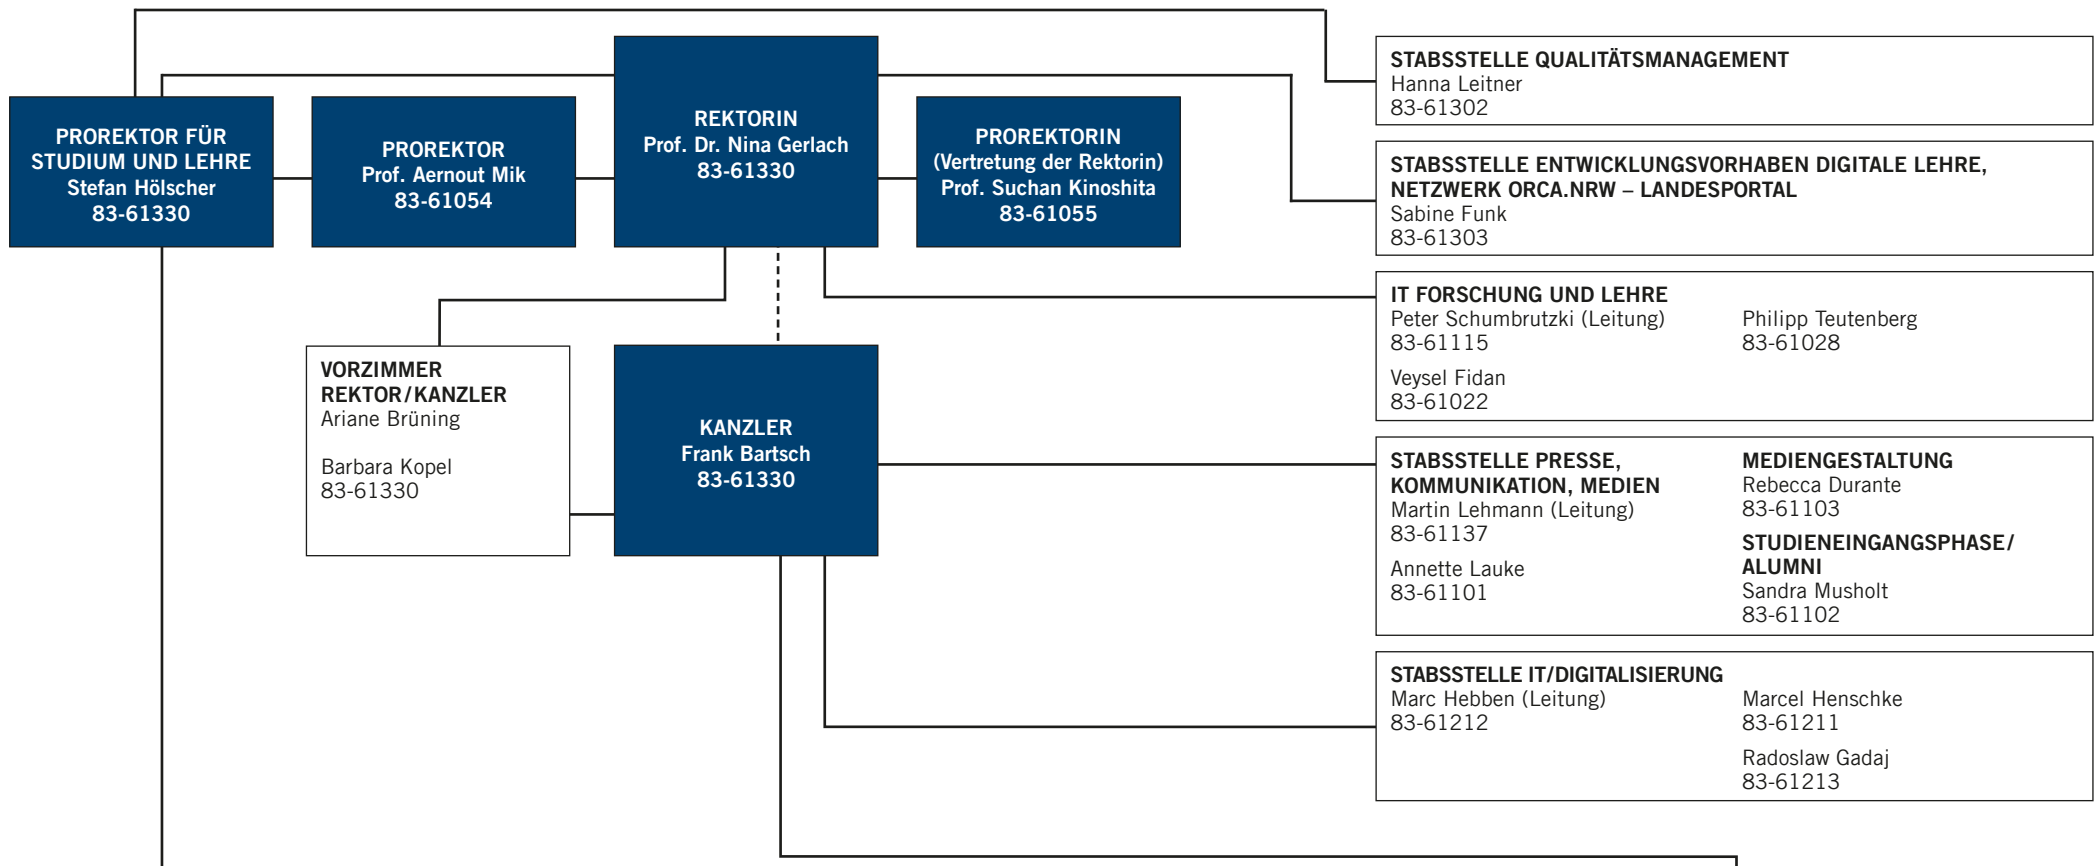 PROREKTOR FÜR
STUDIUM UND LEHRE
Stefan Hölscher
83-61330
PROREKTOR
Prof. Aernout Mik
83-61054
REKTORIN
Prof. Dr. Nina Gerlach
83-61330
PROREKTORIN
(Vertretung der Rektorin)
Prof. Suchan Kinoshita
83-61055
VORZIMMER
REKTOR/KANZLER
Ariane Brüning
Barbara Kopel
83-61330
KANZLER
Frank Bartsch
83-61330
STABSSTELLE QUALITÄTSMANAGEMENT
Hanna Leitner
83-61302
STABSSTELLE ENTWICKLUNGSVORHABEN DIGITALE LEHRE,
NETZWERK ORCA.NRW – LANDESPORTAL
Sabine Funk
83-61303
IT FORSCHUNG UND LEHRE
Peter Schumbrutzki (Leitung)
83-61115
Veysel Fidan
83-61022
Philipp Teutenberg
83-61028
STABSSTELLE PRESSE,
KOMMUNIKATION, MEDIEN
Martin Lehmann (Leitung)
83-61137
Annette Lauke
83-61101
MEDIENGESTALTUNG
Rebecca Durante
83-61103
STUDIENEINGANGSPHASE/
ALUMNI
Sandra Musholt
83-61102
STABSSTELLE IT/DIGITALISIERUNG
Marc Hebben (Leitung)
83-61212
Marcel Henschke
83-61211
Radoslaw Gadaj
83-61213